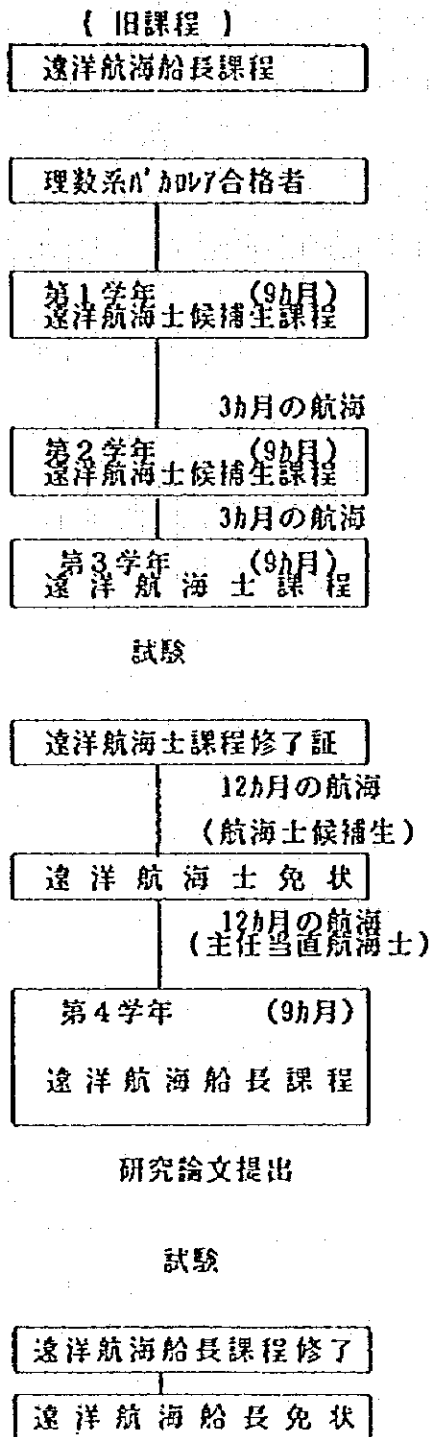 ( 旧課程 )
遠洋航海船長課程
理数系バカロレア合格者
第1学年 (9ヵ月)
遠洋航海士候補生課程
3ヵ月の航海
第2学年 (9ヵ月)
遠洋航海士候補生課程
3ヵ月の航海
第3学年 (9ヵ月)
遠洋航海士課程
試験
遠洋航海士課程修了証
12ヵ月の航海
(航海士候補生)
遠洋航海士免状
12ヵ月の航海
(主任当直航海士)
第4学年 (9ヵ月)
遠洋航海船長課程
研究論文提出
試験
遠洋航海船長課程修了
遠洋航海船長免状